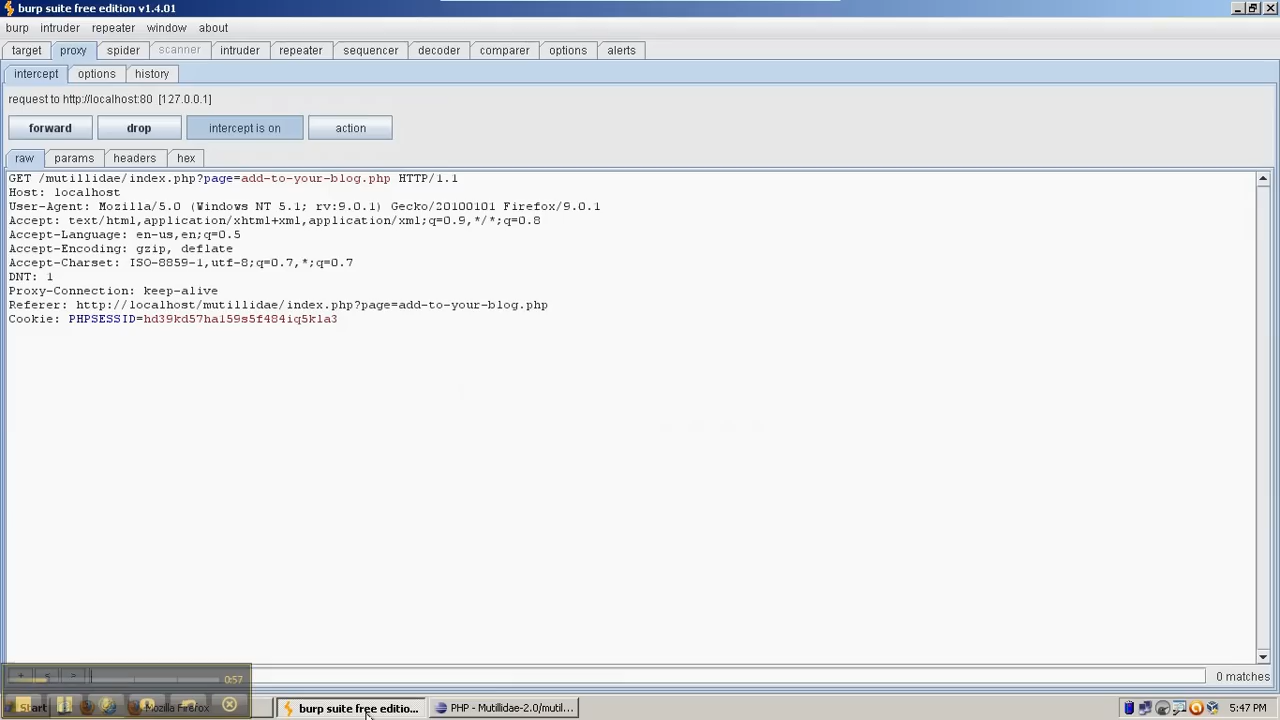 burp suite free edition v1.4.01
burp intruder repeater window about
target proxy spider scanner intruder repeater sequencer decoder comparer options alerts
intercept options history
request to http://localhost:80 [127.0.0.1]
forward drop intercept is on action
raw params headers hex
GET /mutillidae/index.php?page=add-to-your-blog.php HTTP/1.1
Host: localhost
User-Agent: Mozilla/5.0 (Windows NT 5.1; rv:9.0.1) Gecko/20100101 Firefox/9.0.1
Accept: text/html,application/xhtml+xml,application/xml;q=0.9,*/*;q=0.8
Accept-Language: en-us,en;q=0.5
Accept-Encoding: gzip, deflate
Accept-Charset: ISO-8859-1,utf-8;q=0.7,*;q=0.7
DNT: 1
Proxy-Connection: keep-alive
Referer: http://localhost/mutillidae/index.php?page=add-to-your-blog.php
Cookie: PHPSESSID=hd39kd57ha159s5f484iq5k1a3
+ < > 0:57 0 matches
Start Mozilla Firefox burp suite free editio... PHP - Mutillidae-2.0/mutil... 5:47 PM